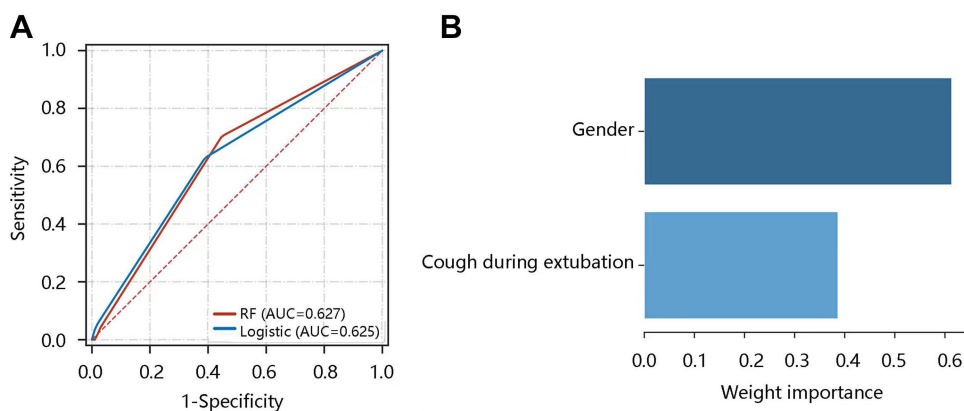 A
1.0
0.8
0.6
0.4
0.2
0.0
Sensitivity
RF (AUC=0.627)
Logistic (AUC=0.625)
0.0 0.2 0.4 0.6 0.8 1.0
1-Specificity
B
Gender
Cough during extubation
0.0 0.1 0.2 0.3 0.4 0.5 0.6
Weight importance